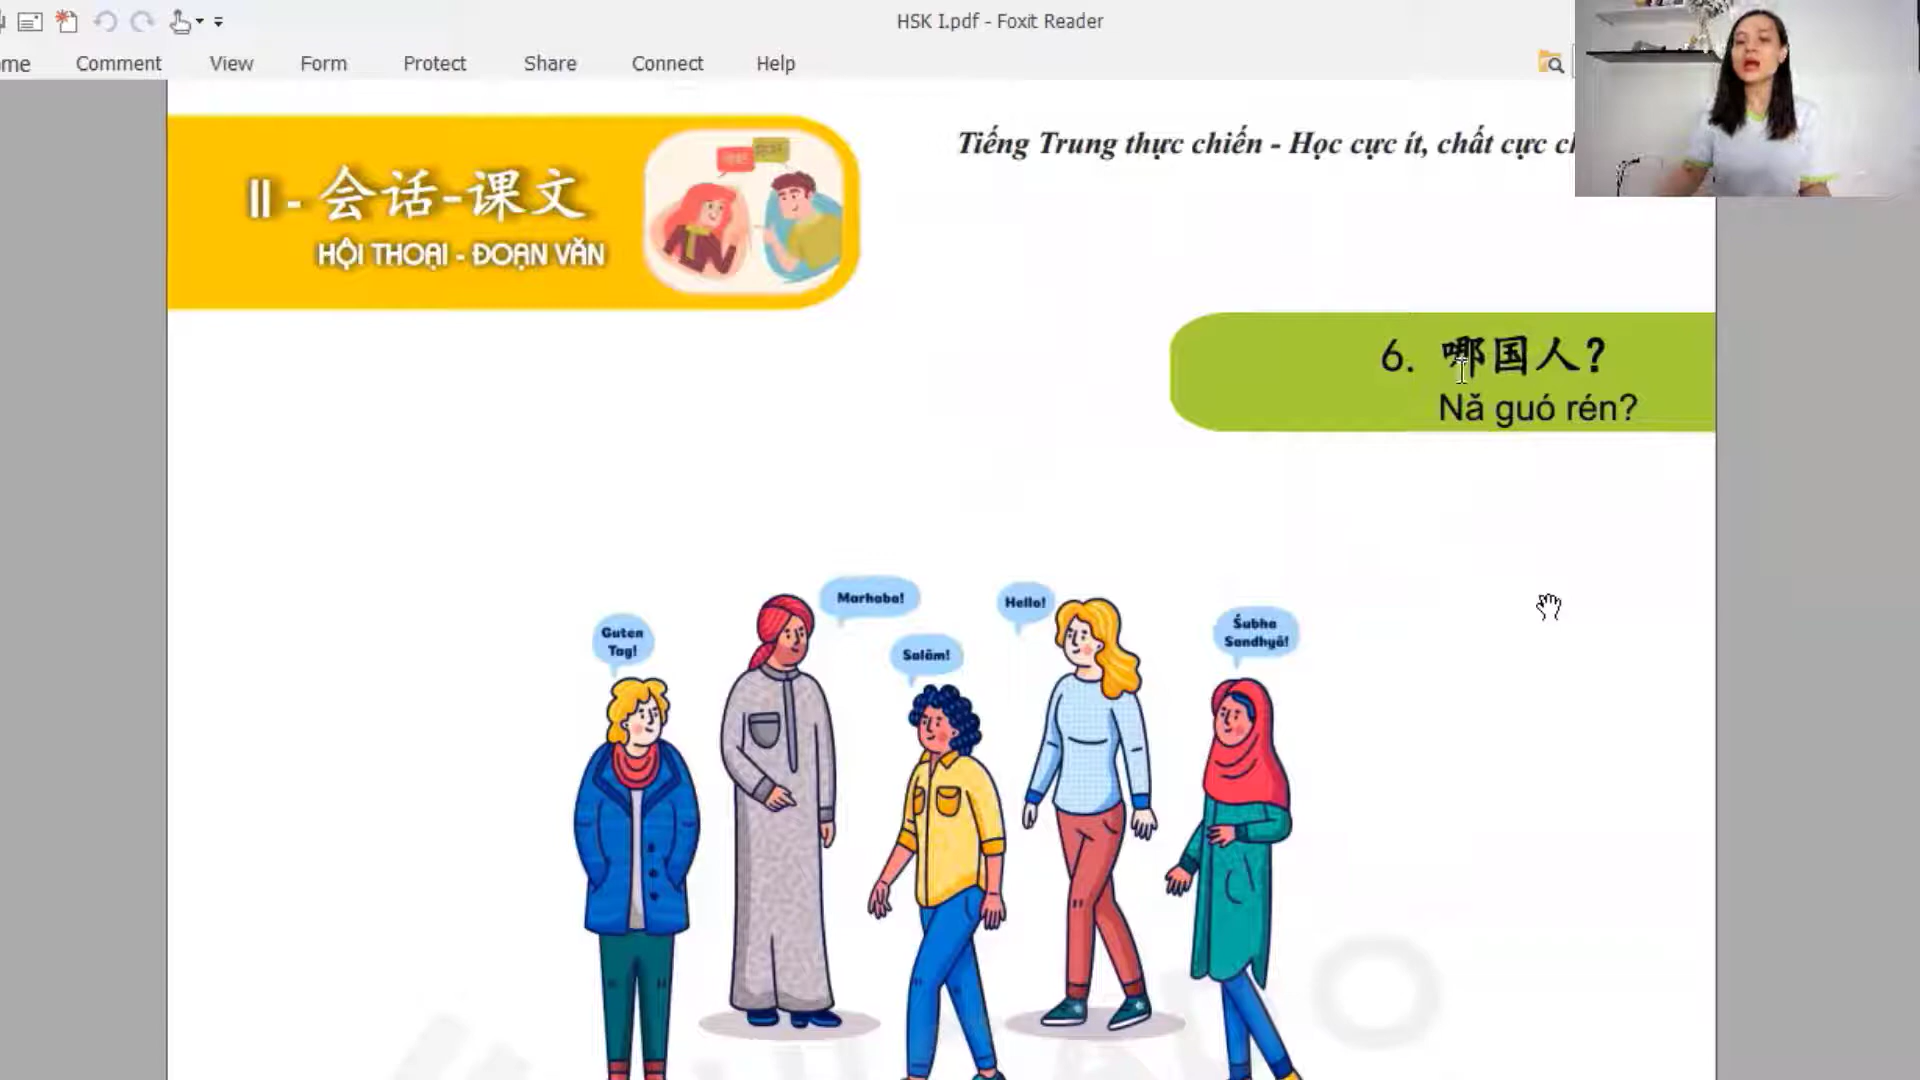 HSK I.pdf - Foxit Reader
me Comment View Form Protect Share Connect Help
Tiếng Trung thực chiến - Học cực ít, chất cực
II - 会话-课文
HỘI THOẠI - ĐOẠN VĂN
6. 哪国人?
Nǎ guó rén?
Marhaba!
Hello!
Guten
Tag!
Salām!
Śubha
Sandhyā!